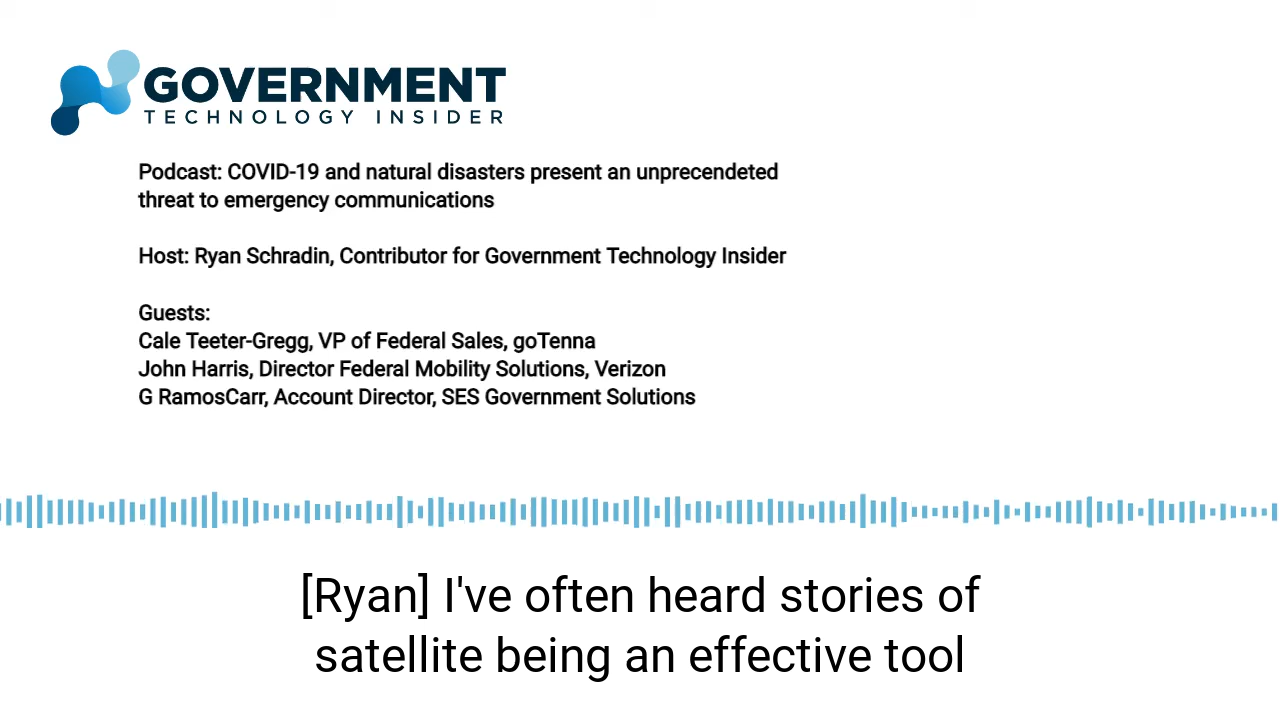 GOVERNMENT
TECHNOLOGY INSIDER
Podcast: COVID-19 and natural disasters present an unprecendeted
threat to emergency communications
Host: Ryan Schradin, Contributor for Government Technology Insider
Guests:
Cale Teeter-Gregg, VP of Federal Sales, goTenna
John Harris, Director Federal Mobility Solutions, Verizon
G RamosCarr, Account Director, SES Government Solutions
[Ryan] I've often heard stories of
satellite being an effective tool